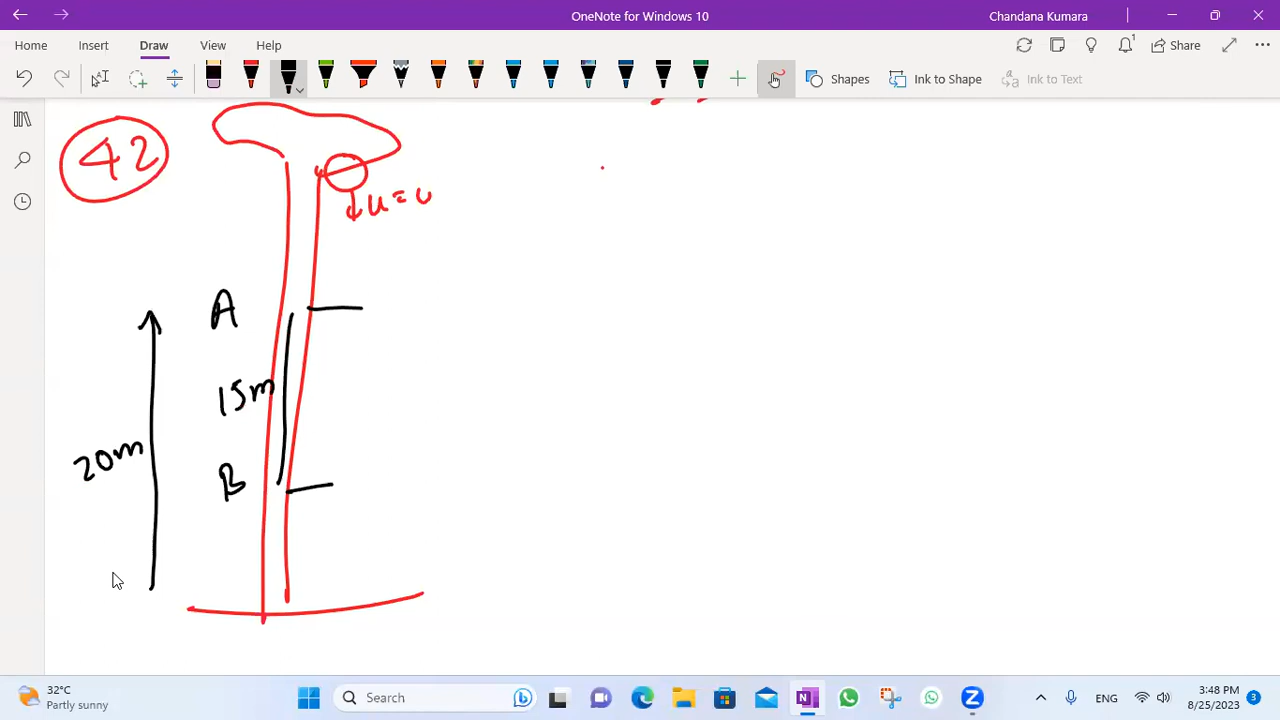 OneNote for Windows 10
Chandana Kumara
Home Insert Draw View Help
Share
Shapes
Ink to Shape
Ink to Text
42
u = 0
A
15m
20m
B
32°C
Partly sunny
Search
ENG
3:48 PM
8/25/2023
3